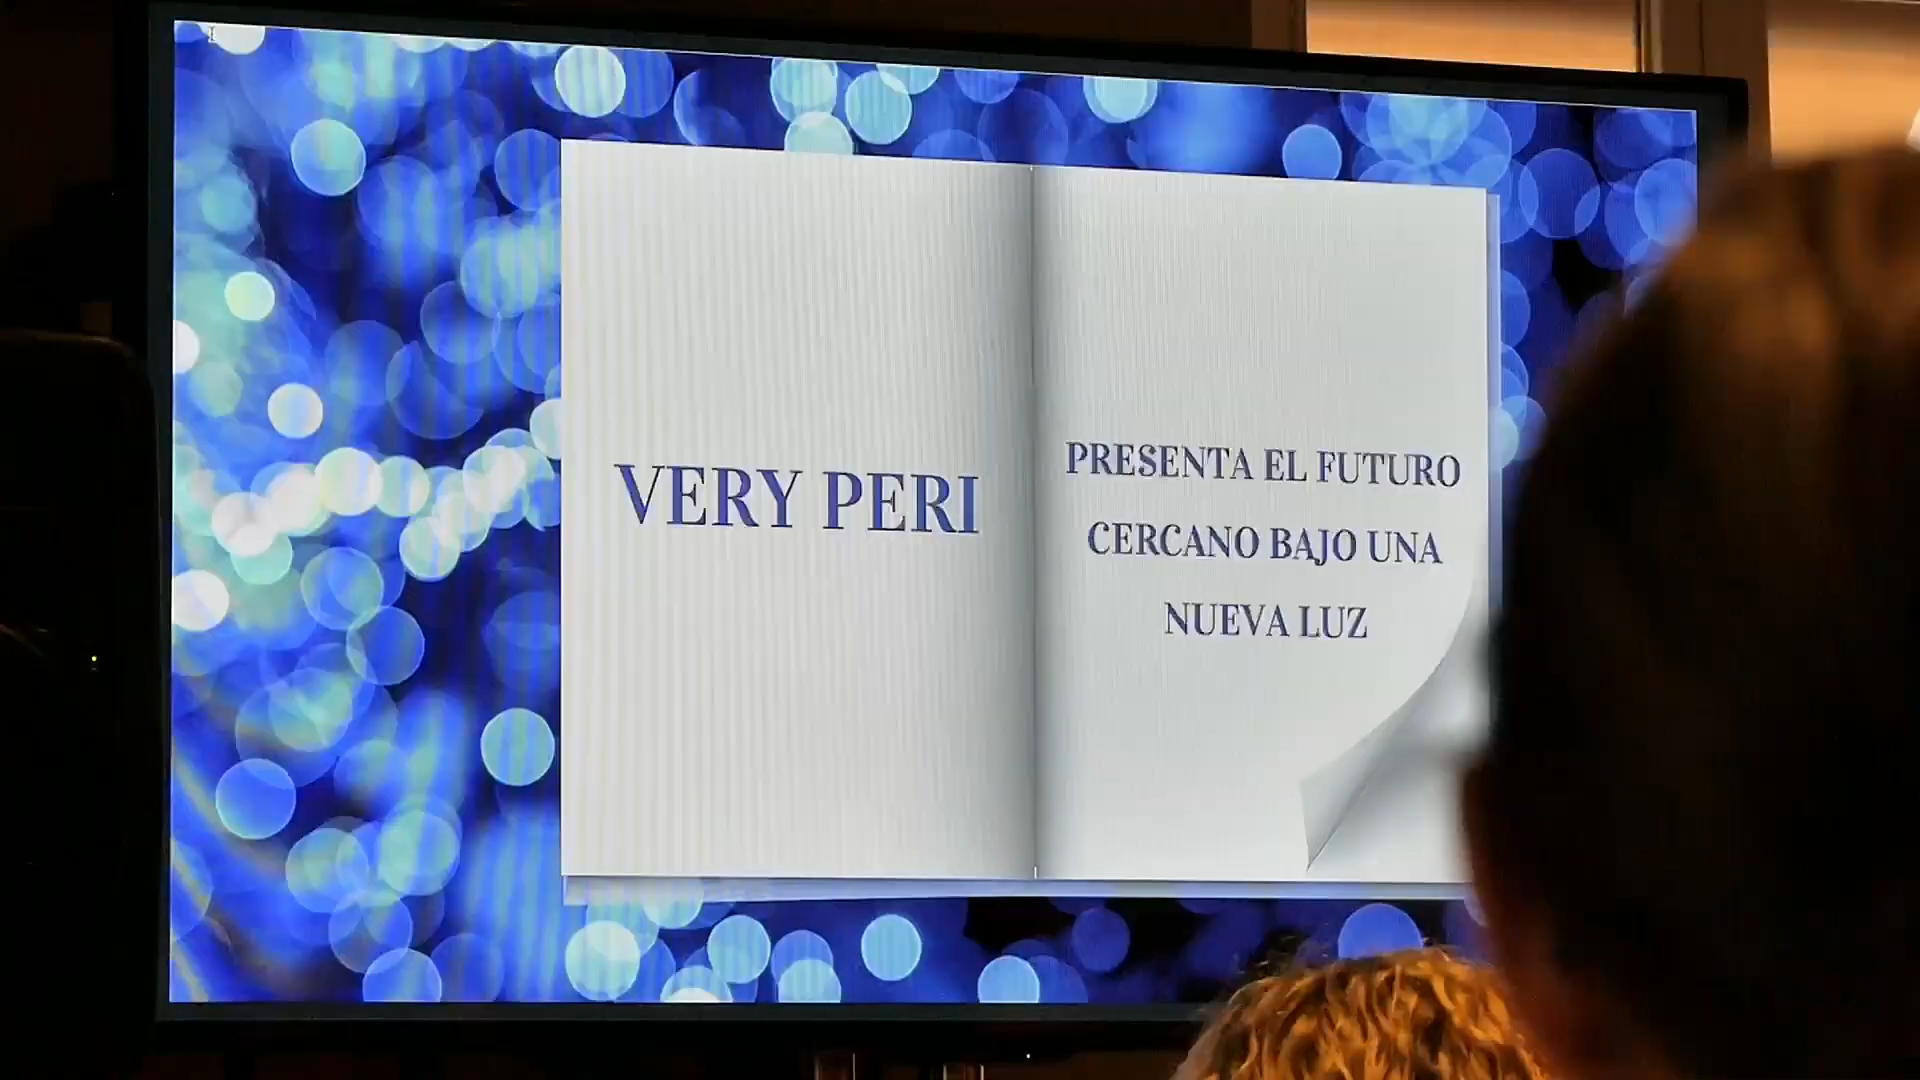 VERY PERI
PRESENTA EL FUTURO
CERCANO BAJO UNA
NUEVA LUZ